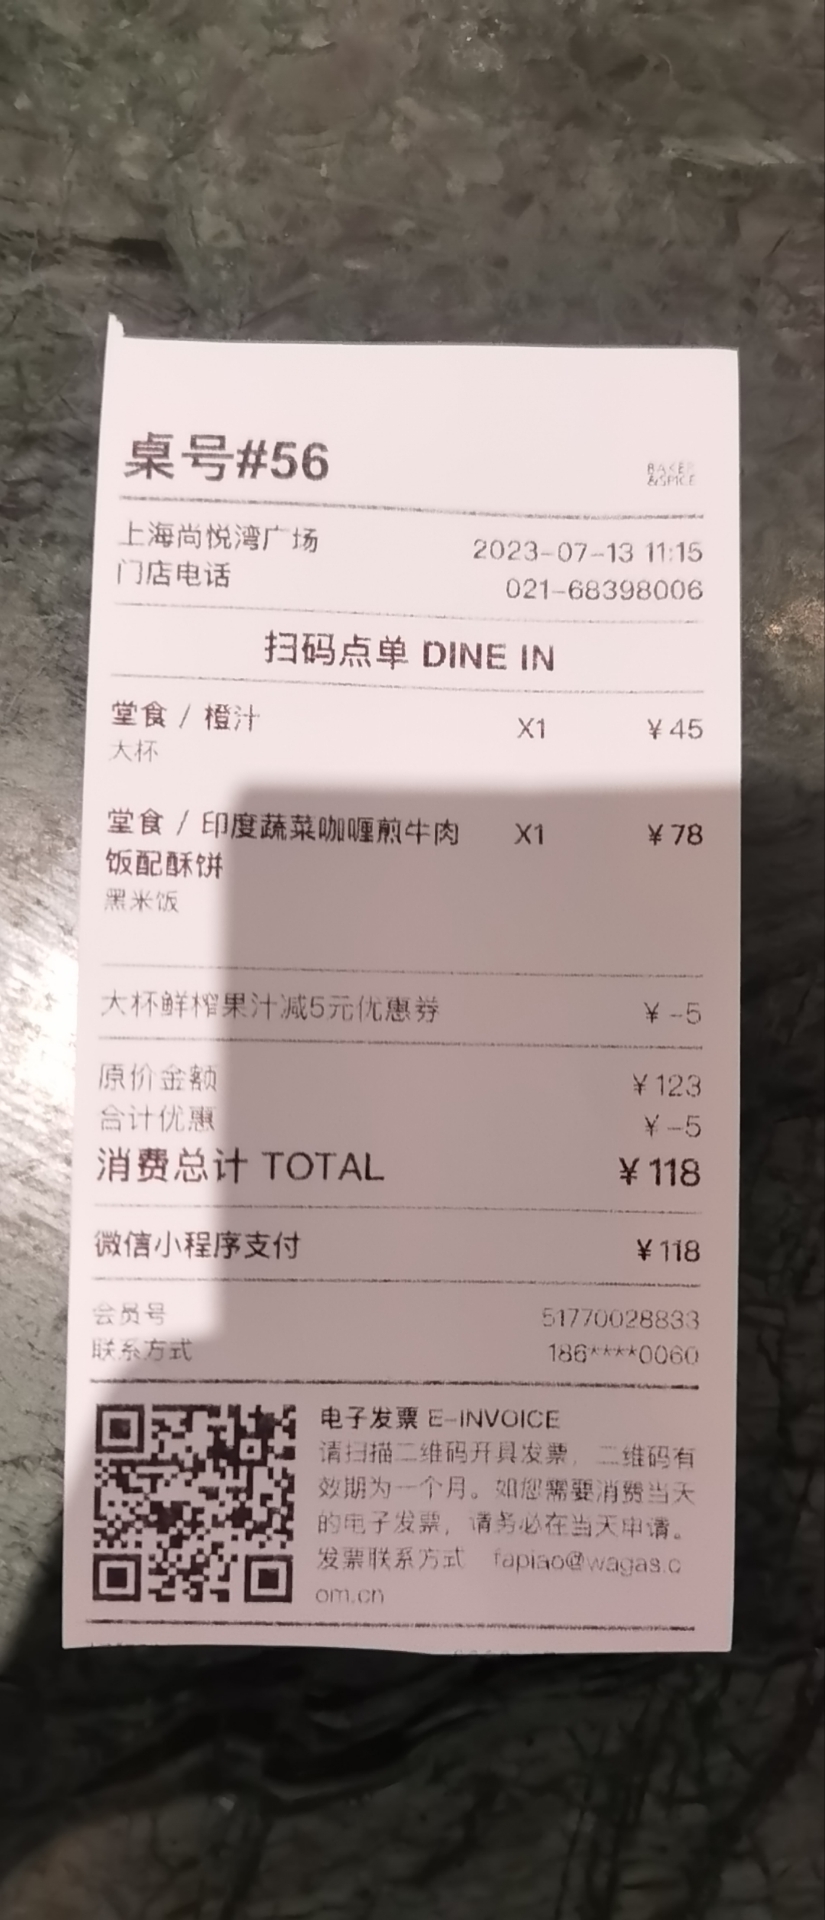 桌号#56
BAKER
&SPICE
上海尚悦湾广场 2023-07-13 11:15
门店电话 021-68398006
扫码点单 DINE IN
堂食 / 橙汁 X1 ¥45
大杯
堂食 / 印度蔬菜咖喱煎牛肉 X1 ¥78
饭配酥饼
黑米饭
大杯鲜榨果汁减5元优惠券 ¥-5
原价金额 ¥123
合计优惠 ¥-5
消费总计 TOTAL ¥118
微信小程序支付 ¥118
会员号 51770028833
联系方式 186****0060
电子发票 E-INVOICE
请扫描二维码开具发票，二维码有
效期为一个月。如您需要消费当天
的电子发票，请务必在当天申请。
发票联系方式 fapiao@wagas.c
om.cn